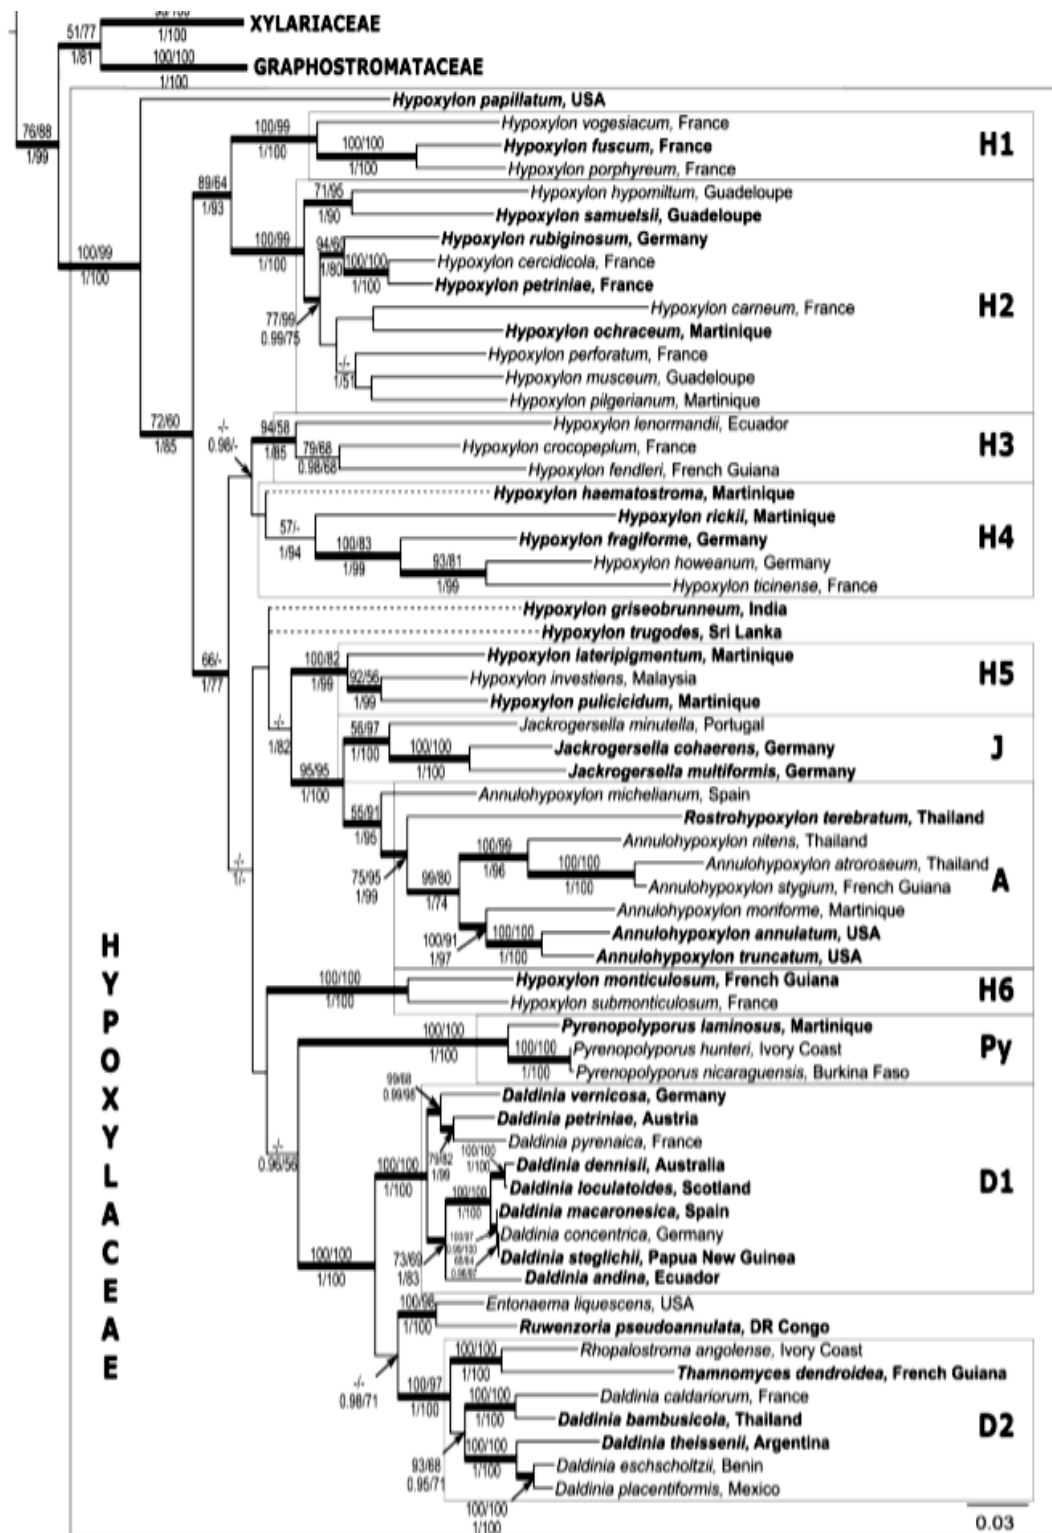 51/77
1/81
XYLARIACEAE
1/100
100/100
GRAPHOSTROMATACEAE
1/100
76/88
1/99
Hypoxylon papillatum, USA
Hypoxylon vogesiacum, France
100/99
1/100
100/100
1/100
Hypoxylon fuscum, France
H1
Hypoxylon porphyreum, France
89/64
1/93
71/95
1/90
Hypoxylon hypomiltum, Guadeloupe
Hypoxylon samuelsii, Guadeloupe
100/99
1/100
94/60
1/80
Hypoxylon rubiginosum, Germany
100/99
1/100
100/100
1/100
Hypoxylon cercidicola, France
Hypoxylon petriniae, France
H2
77/99
0.99/75
Hypoxylon carneum, France
Hypoxylon ochraceum, Martinique
-/-
1/51
Hypoxylon perforatum, France
Hypoxylon musceum, Guadeloupe
Hypoxylon pilgerianum, Martinique
72/60
1/85
-/-
0.98/-
94/58
1/85
Hypoxylon lenormandii, Ecuador
79/68
0.98/68
Hypoxylon crocopeplum, France
H3
Hypoxylon fendleri, French Guiana
Hypoxylon haematostroma, Martinique
57/-
1/94
Hypoxylon rickii, Martinique
100/83
1/99
Hypoxylon fragiforme, Germany
H4
93/81
1/99
Hypoxylon howeanum, Germany
Hypoxylon ticinense, France
Hypoxylon griseobrunneum, India
Hypoxylon trugodes, Sri Lanka
66/-
1/77
100/82
1/99
Hypoxylon lateripigmentum, Martinique
92/56
1/99
Hypoxylon investiens, Malaysia
H5
Hypoxylon pulicicidum, Martinique
-/-
1/82
56/97
1/100
Jackrogersella minutella, Portugal
100/100
1/100
Jackrogersella cohaerens, Germany
J
Jackrogersella multiformis, Germany
95/95
1/100
55/91
1/95
Annulohypoxylon michelianum, Spain
Rostrohypoxylon terebratum, Thailand
75/95
1/99
100/99
1/96
Annulohypoxylon nitens, Thailand
100/100
1/100
Annulohypoxylon atroroseum, Thailand
A
99/80
1/74
Annulohypoxylon stygium, French Guiana
Annulohypoxylon moriforme, Martinique
100/91
1/97
100/100
1/100
Annulohypoxylon annulatum, USA
Annulohypoxylon truncatum, USA
-/-
1/-
100/100
1/100
Hypoxylon monticulosum, French Guiana
H6
Hypoxylon submonticulosum, France
100/100
1/100
Pyrenopolyporus laminosus, Martinique
100/100
1/100
Pyrenopolyporus hunteri, Ivory Coast
Py
Pyrenopolyporus nicaraguensis, Burkina Faso
99/68
0.99/98
Daldinia vernicosa, Germany
Daldinia petriniae, Austria
79/82
1/99
Daldinia pyrenaica, France
-/-
0.96/56
100/100
1/100
100/100
1/100
Daldinia dennisii, Australia
D1
100/100
1/100
Daldinia loculatoides, Scotland
Daldinia macaronesica, Spain
Daldinia concentrica, Germany
Daldinia steglichii, Papua New Guinea
73/69
1/83
Daldinia andina, Ecuador
100/100
1/100
100/98
1/100
Entonaema liquescens, USA
Ruwenzoria pseudoannulata, DR Congo
-/-
0.98/71
100/100
1/100
Rhopalostroma angolense, Ivory Coast
Thamnomyces dendroidea, French Guiana
100/97
1/100
100/100
1/100
Daldinia caldariorum, France
Daldinia bambusicola, Thailand
D2
93/68
0.95/71
100/100
1/100
Daldinia theissenii, Argentina
Daldinia eschscholtzii, Benin
100/100
1/100
Daldinia placentiformis, Mexico
0.03
HYPOXYLACEAE